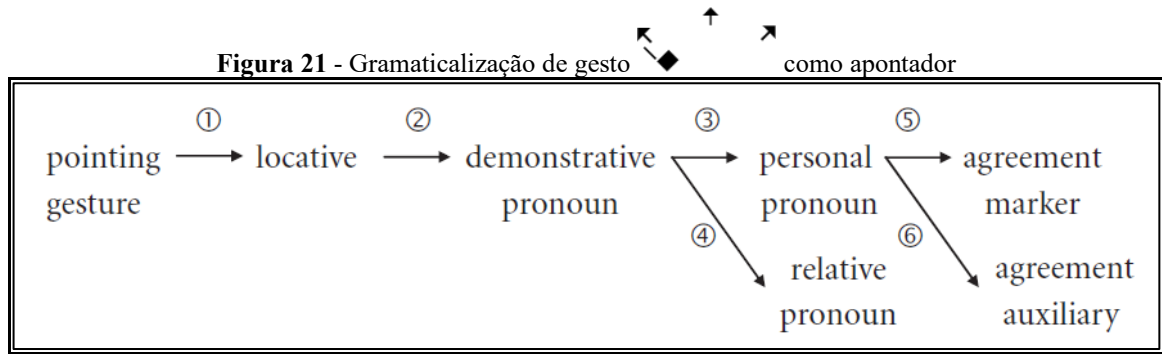 Figura 21 - Gramaticalização de gesto como apontador
① ② ③ ⑤
pointing locative demonstrative personal agreement
gesture pronoun pronoun marker
④ ⑥
relative agreement
pronoun auxiliary